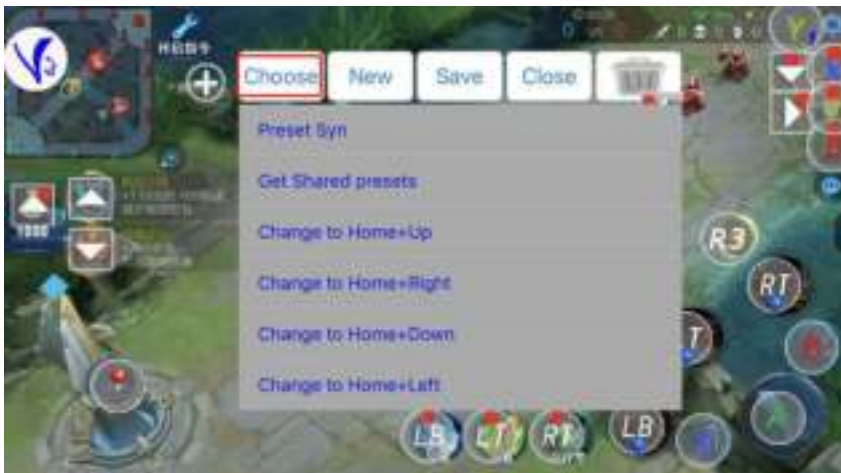 Choose New Save Close
Preset Syn
Get Shared presets
Change to Home+Up
Change to Home+Right
Change to Home+Down
Change to Home+Left
R3
RT
LB
LT
RT
LB